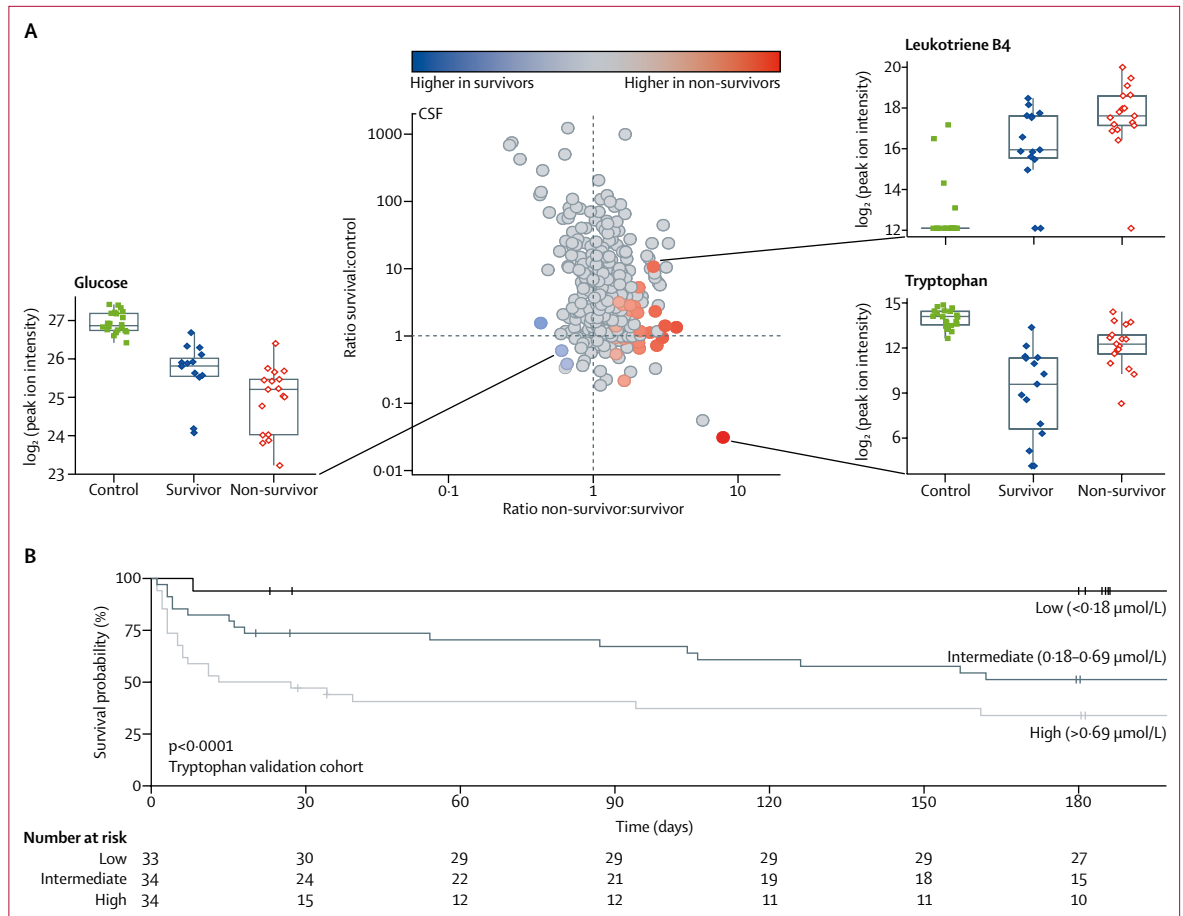 A
Higher in survivors Higher in non-survivors
CSF
1000
100
10
1
0·1
0·01
Ratio survival:control
0·1 1 10
Ratio non-survivor:survivor
Glucose
27
26
25
24
23
log₂ (peak ion intensity)
Control Survivor Non-survivor
Leukotriene B4
20
18
16
14
12
log₂ (peak ion intensity)
Tryptophan
15
12
9
6
log₂ (peak ion intensity)
Control Survivor Non-survivor
B
100
75
50
25
0
Survival probability (%)
Low (<0·18 μmol/L)
Intermediate (0·18–0·69 μmol/L)
High (>0·69 μmol/L)
p<0·0001
Tryptophan validation cohort
0 30 60 90 120 150 180
Time (days)
Number at risk
Low 33 30 29 29 29 29 27
Intermediate 34 24 22 21 19 18 15
High 34 15 12 12 11 11 10